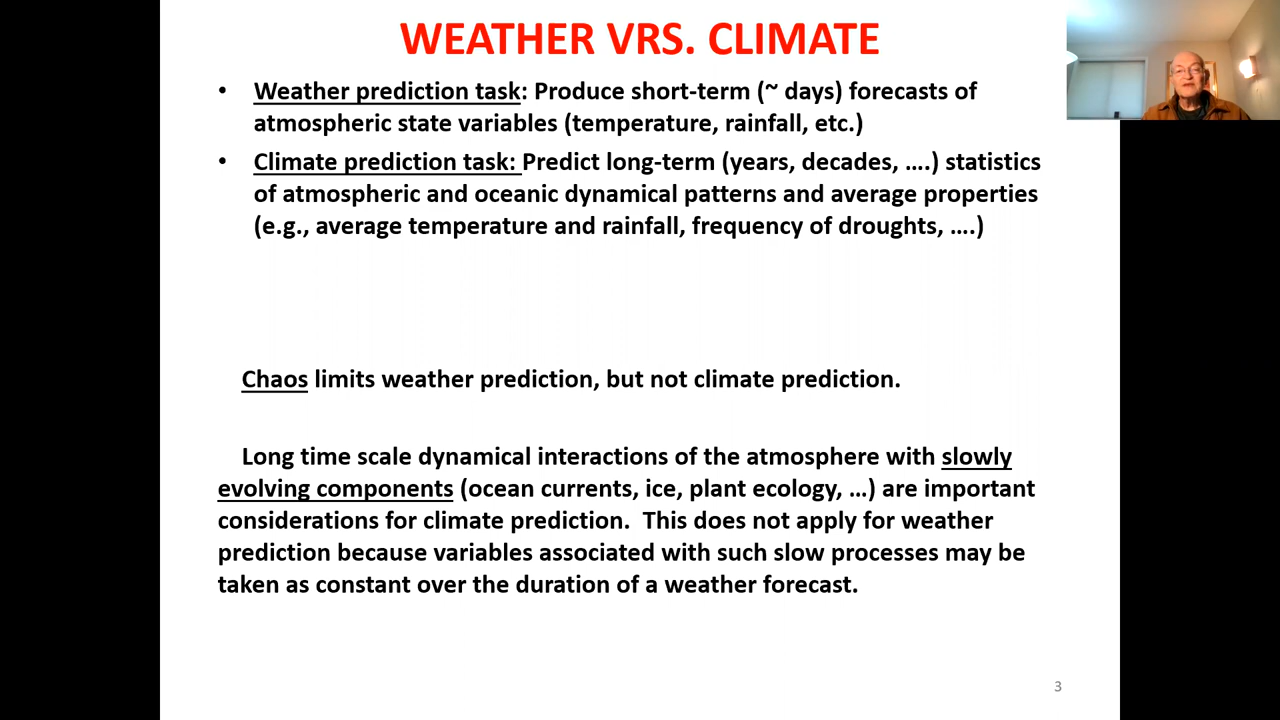 WEATHER VRS. CLIMATE
• Weather prediction task: Produce short-term (~ days) forecasts of
atmospheric state variables (temperature, rainfall, etc.)
• Climate prediction task: Predict long-term (years, decades, ....) statistics
of atmospheric and oceanic dynamical patterns and average properties
(e.g., average temperature and rainfall, frequency of droughts, ....)
Chaos limits weather prediction, but not climate prediction.
Long time scale dynamical interactions of the atmosphere with slowly
evolving components (ocean currents, ice, plant ecology, ...) are important
considerations for climate prediction.  This does not apply for weather
prediction because variables associated with such slow processes may be
taken as constant over the duration of a weather forecast.
3